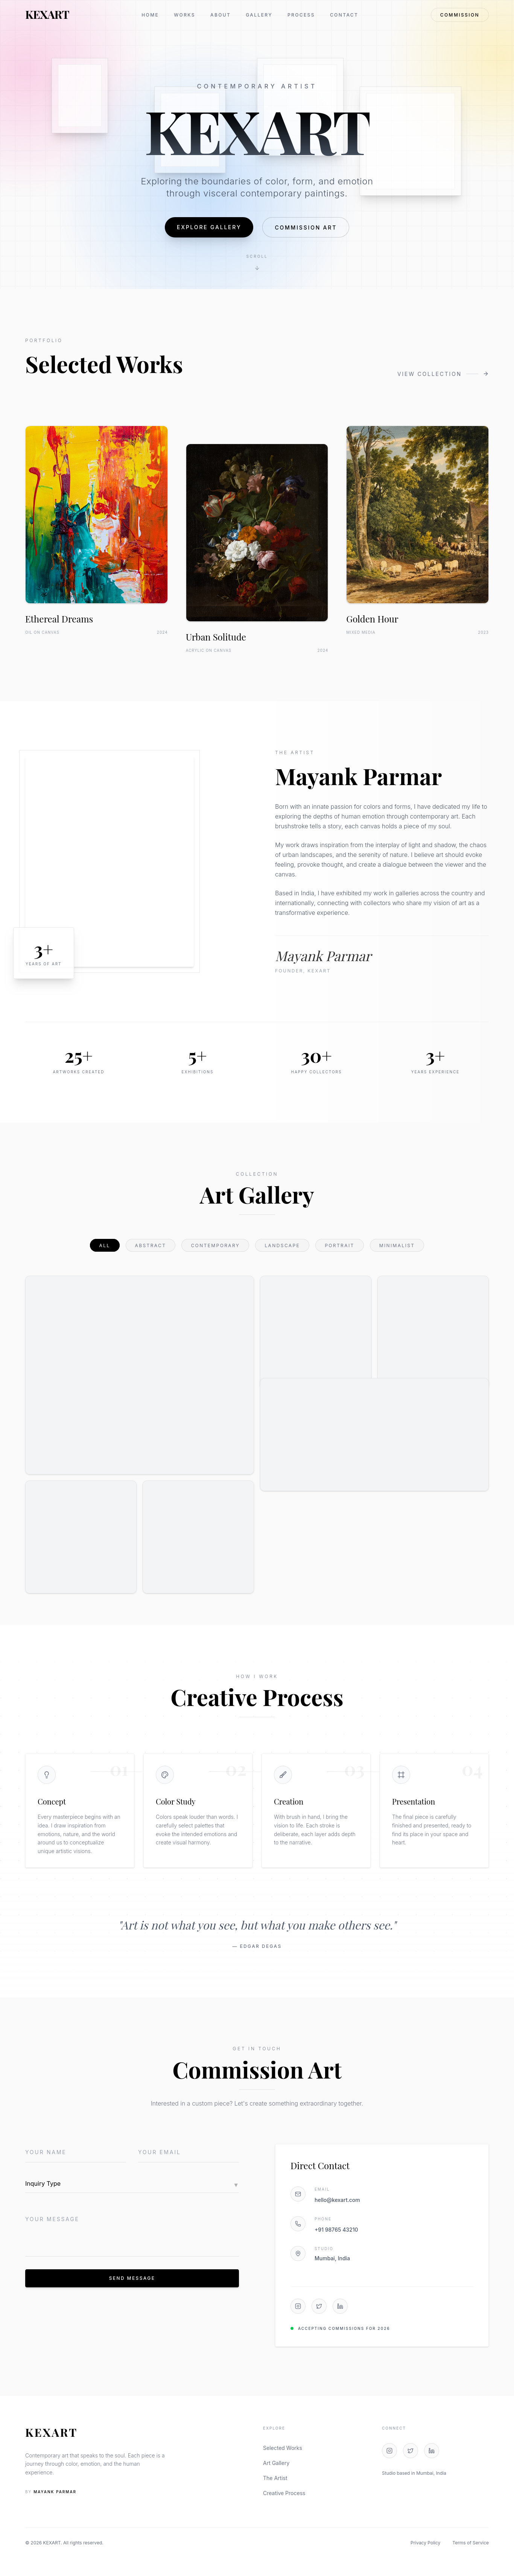 KEXART
HOME WORKS ABOUT GALLERY PROCESS CONTACT
COMMISSION
CONTEMPORARY ARTIST
KEXART
Exploring the boundaries of color, form, and emotion
through visceral contemporary paintings.
EXPLORE GALLERY
COMMISSION ART
SCROLL
PORTFOLIO
Selected Works
VIEW COLLECTION
Ethereal Dreams
OIL ON CANVAS 2024
Urban Solitude
ACRYLIC ON CANVAS 2024
Golden Hour
MIXED MEDIA 2023
THE ARTIST
Mayank Parmar
Born with an innate passion for colors and forms, I have dedicated my life to
exploring the depths of human emotion through contemporary art. Each
brushstroke tells a story, each canvas holds a piece of my soul.
My work draws inspiration from the interplay of light and shadow, the chaos
of urban landscapes, and the serenity of nature. I believe art should evoke
feeling, provoke thought, and create a dialogue between the viewer and the
canvas.
Based in India, I have exhibited my work in galleries across the country and
internationally, connecting with collectors who share my vision of art as a
transformative experience.
Mayank Parmar
FOUNDER, KEXART
3+
YEARS OF ART
25+
ARTWORKS CREATED
5+
EXHIBITIONS
30+
HAPPY COLLECTORS
3+
YEARS EXPERIENCE
COLLECTION
Art Gallery
ALL ABSTRACT CONTEMPORARY LANDSCAPE PORTRAIT MINIMALIST
HOW I WORK
Creative Process
01
Concept
Every masterpiece begins with an
idea. I draw inspiration from
emotions, nature, and the world
around us to conceptualize
unique artistic visions.
02
Color Study
Colors speak louder than words. I
carefully select palettes that
evoke the intended emotions and
create visual harmony.
03
Creation
With brush in hand, I bring the
vision to life. Each stroke is
deliberate, each layer adds depth
to the narrative.
04
Presentation
The final piece is carefully
finished and presented, ready to
find its place in your space and
heart.
"Art is not what you see, but what you make others see."
— EDGAR DEGAS
GET IN TOUCH
Commission Art
Interested in a custom piece? Let's create something extraordinary together.
YOUR NAME
YOUR EMAIL
Inquiry Type
YOUR MESSAGE
SEND MESSAGE
Direct Contact
EMAIL
hello@kexart.com
PHONE
+91 98765 43210
STUDIO
Mumbai, India
ACCEPTING COMMISSIONS FOR 2026
KEXART
Contemporary art that speaks to the soul. Each piece is a
journey through color, emotion, and the human
experience.
BY MAYANK PARMAR
EXPLORE
Selected Works
Art Gallery
The Artist
Creative Process
CONNECT
Studio based in Mumbai, India
© 2026 KEXART. All rights reserved.
Privacy Policy Terms of Service